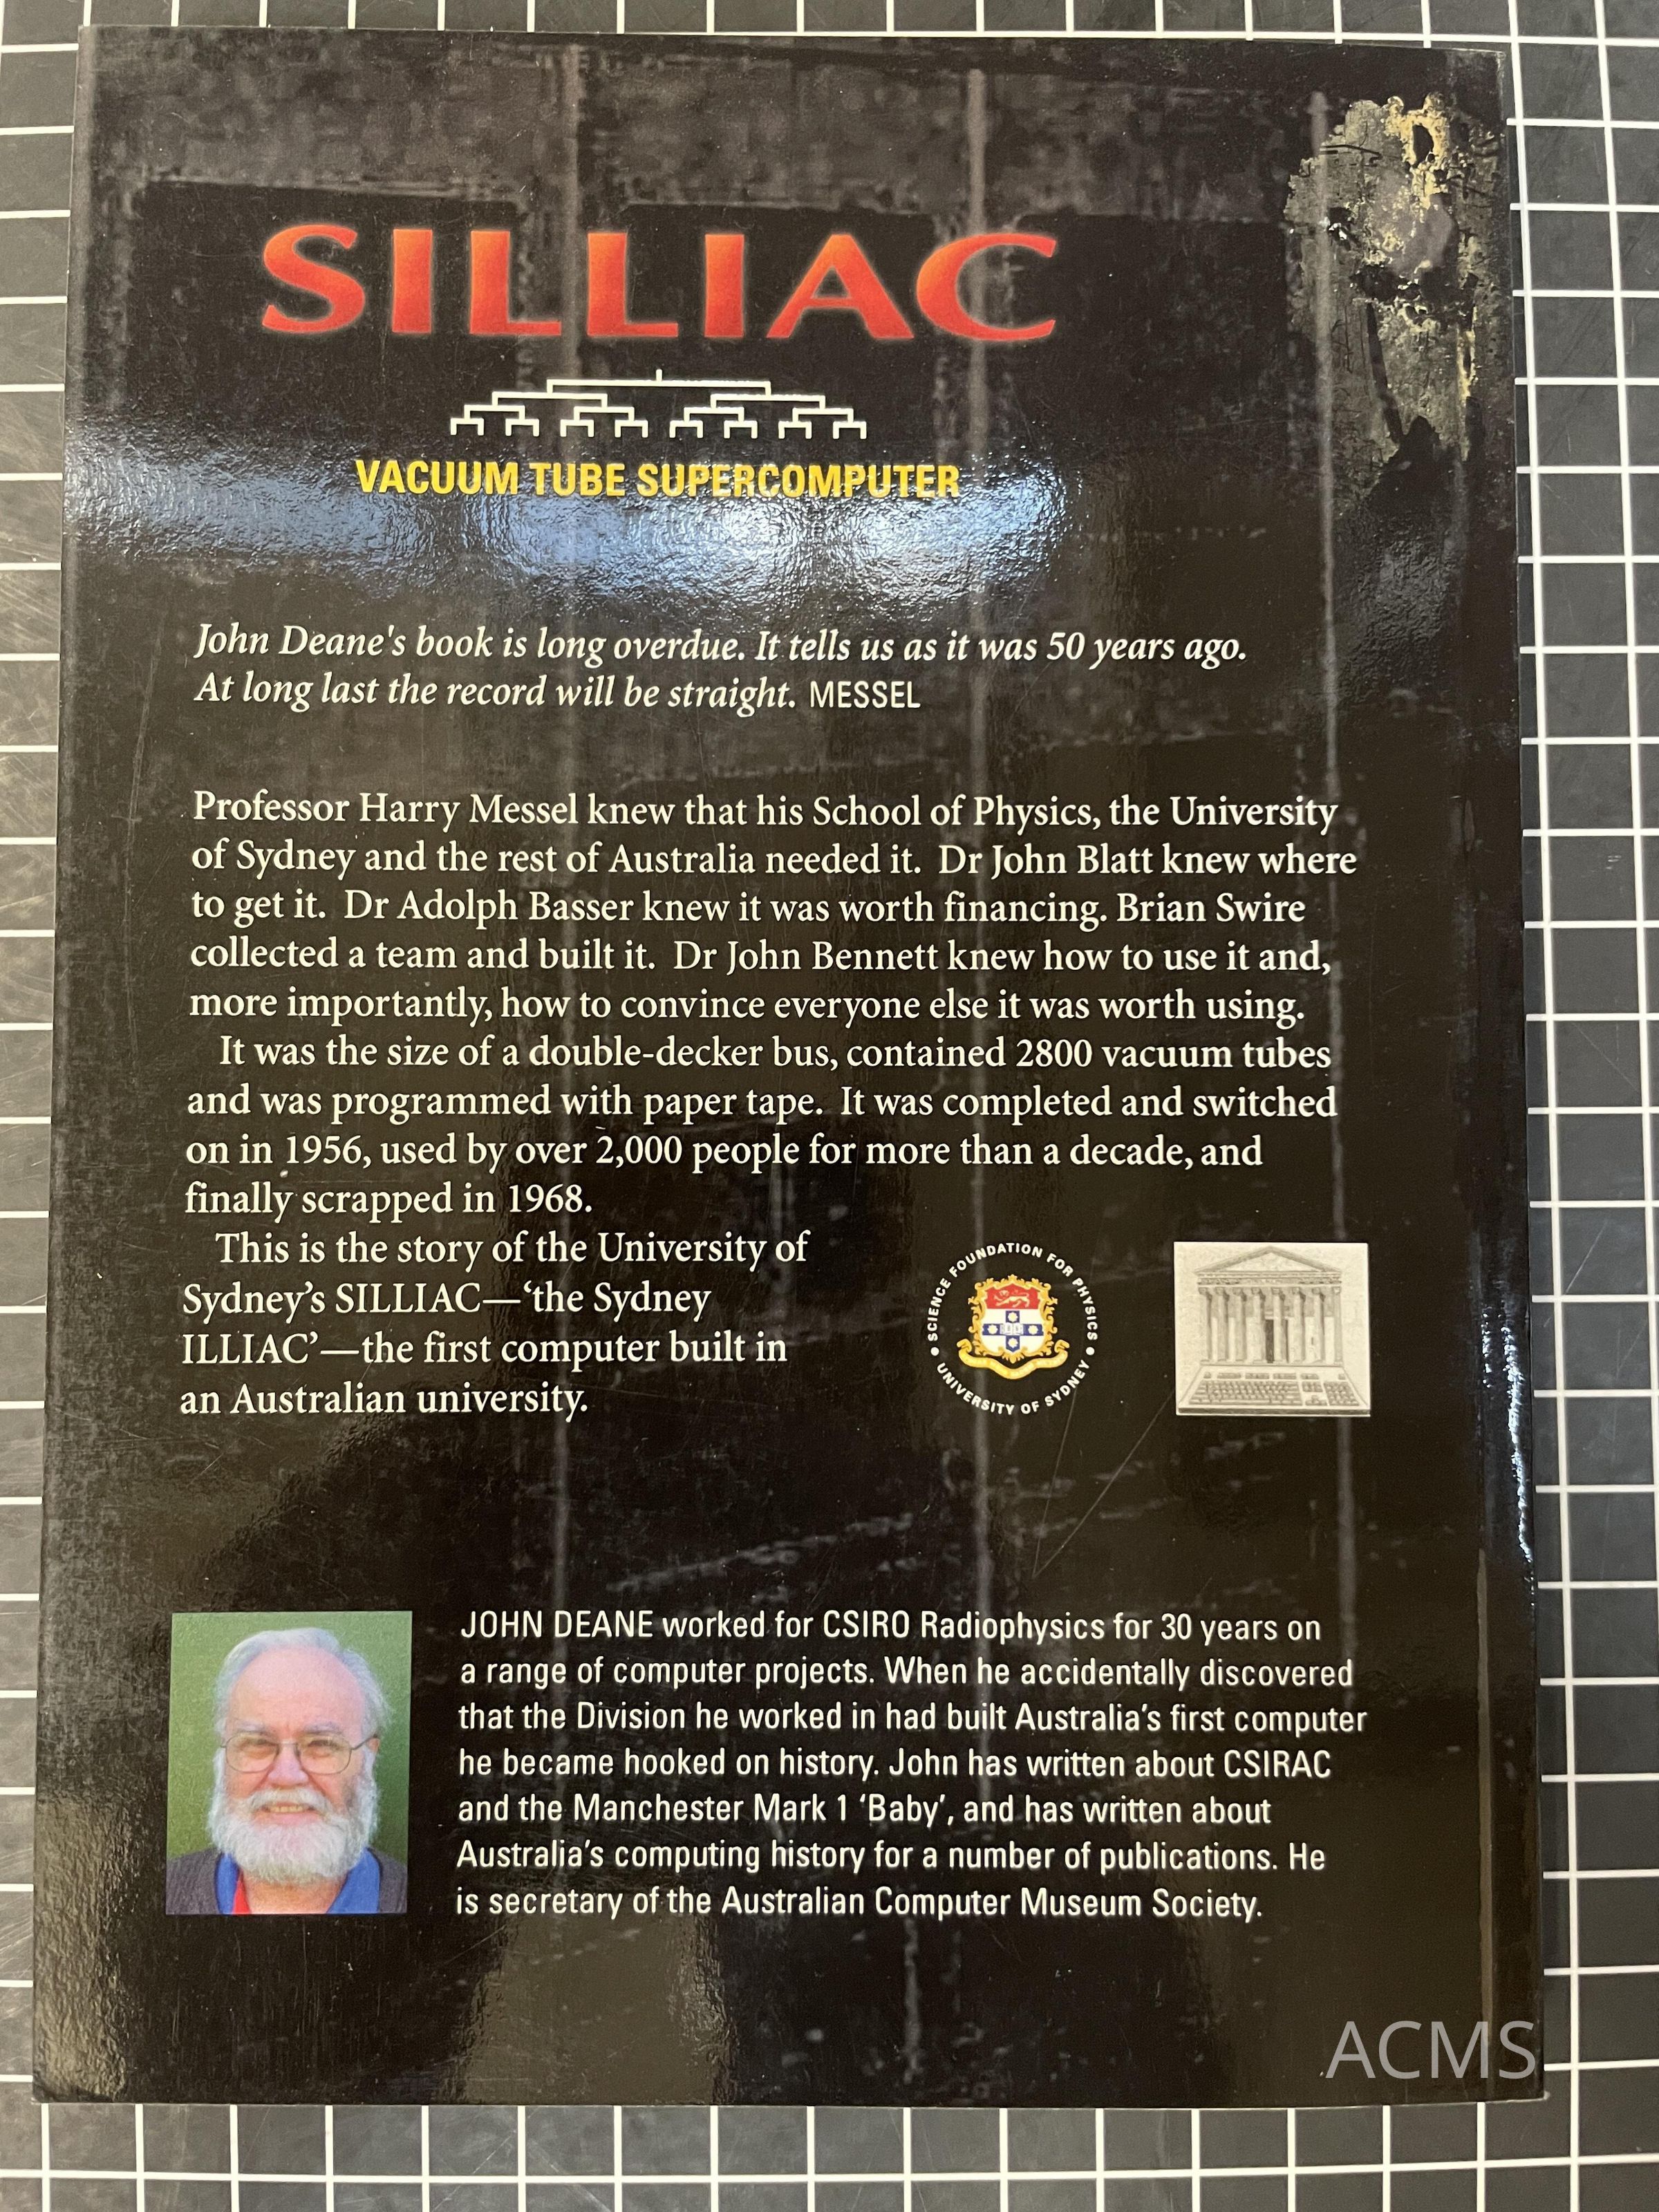 SILLIAC
VACUUM TUBE SUPERCOMPUTER
John Deane's book is long overdue. It tells us as it was 50 years ago.
At long last the record will be straight. MESSEL
Professor Harry Messel knew that his School of Physics, the University
of Sydney and the rest of Australia needed it. Dr John Blatt knew where
to get it. Dr Adolph Basser knew it was worth financing. Brian Swire
collected a team and built it. Dr John Bennett knew how to use it and,
more importantly, how to convince everyone else it was worth using.
It was the size of a double-decker bus, contained 2800 vacuum tubes
and was programmed with paper tape. It was completed and switched
on in 1956, used by over 2,000 people for more than a decade, and
finally scrapped in 1968.
This is the story of the University of
Sydney's SILLIAC—‘the Sydney
ILLIAC’—the first computer built in
an Australian university.
• SCIENCE FOUNDATION FOR PHYSICS •
UNIVERSITY OF SYDNEY
JOHN DEANE worked for CSIRO Radiophysics for 30 years on
a range of computer projects. When he accidentally discovered
that the Division he worked in had built Australia's first computer
he became hooked on history. John has written about CSIRAC
and the Manchester Mark 1 ‘Baby’, and has written about
Australia's computing history for a number of publications. He
is secretary of the Australian Computer Museum Society.
ACMS